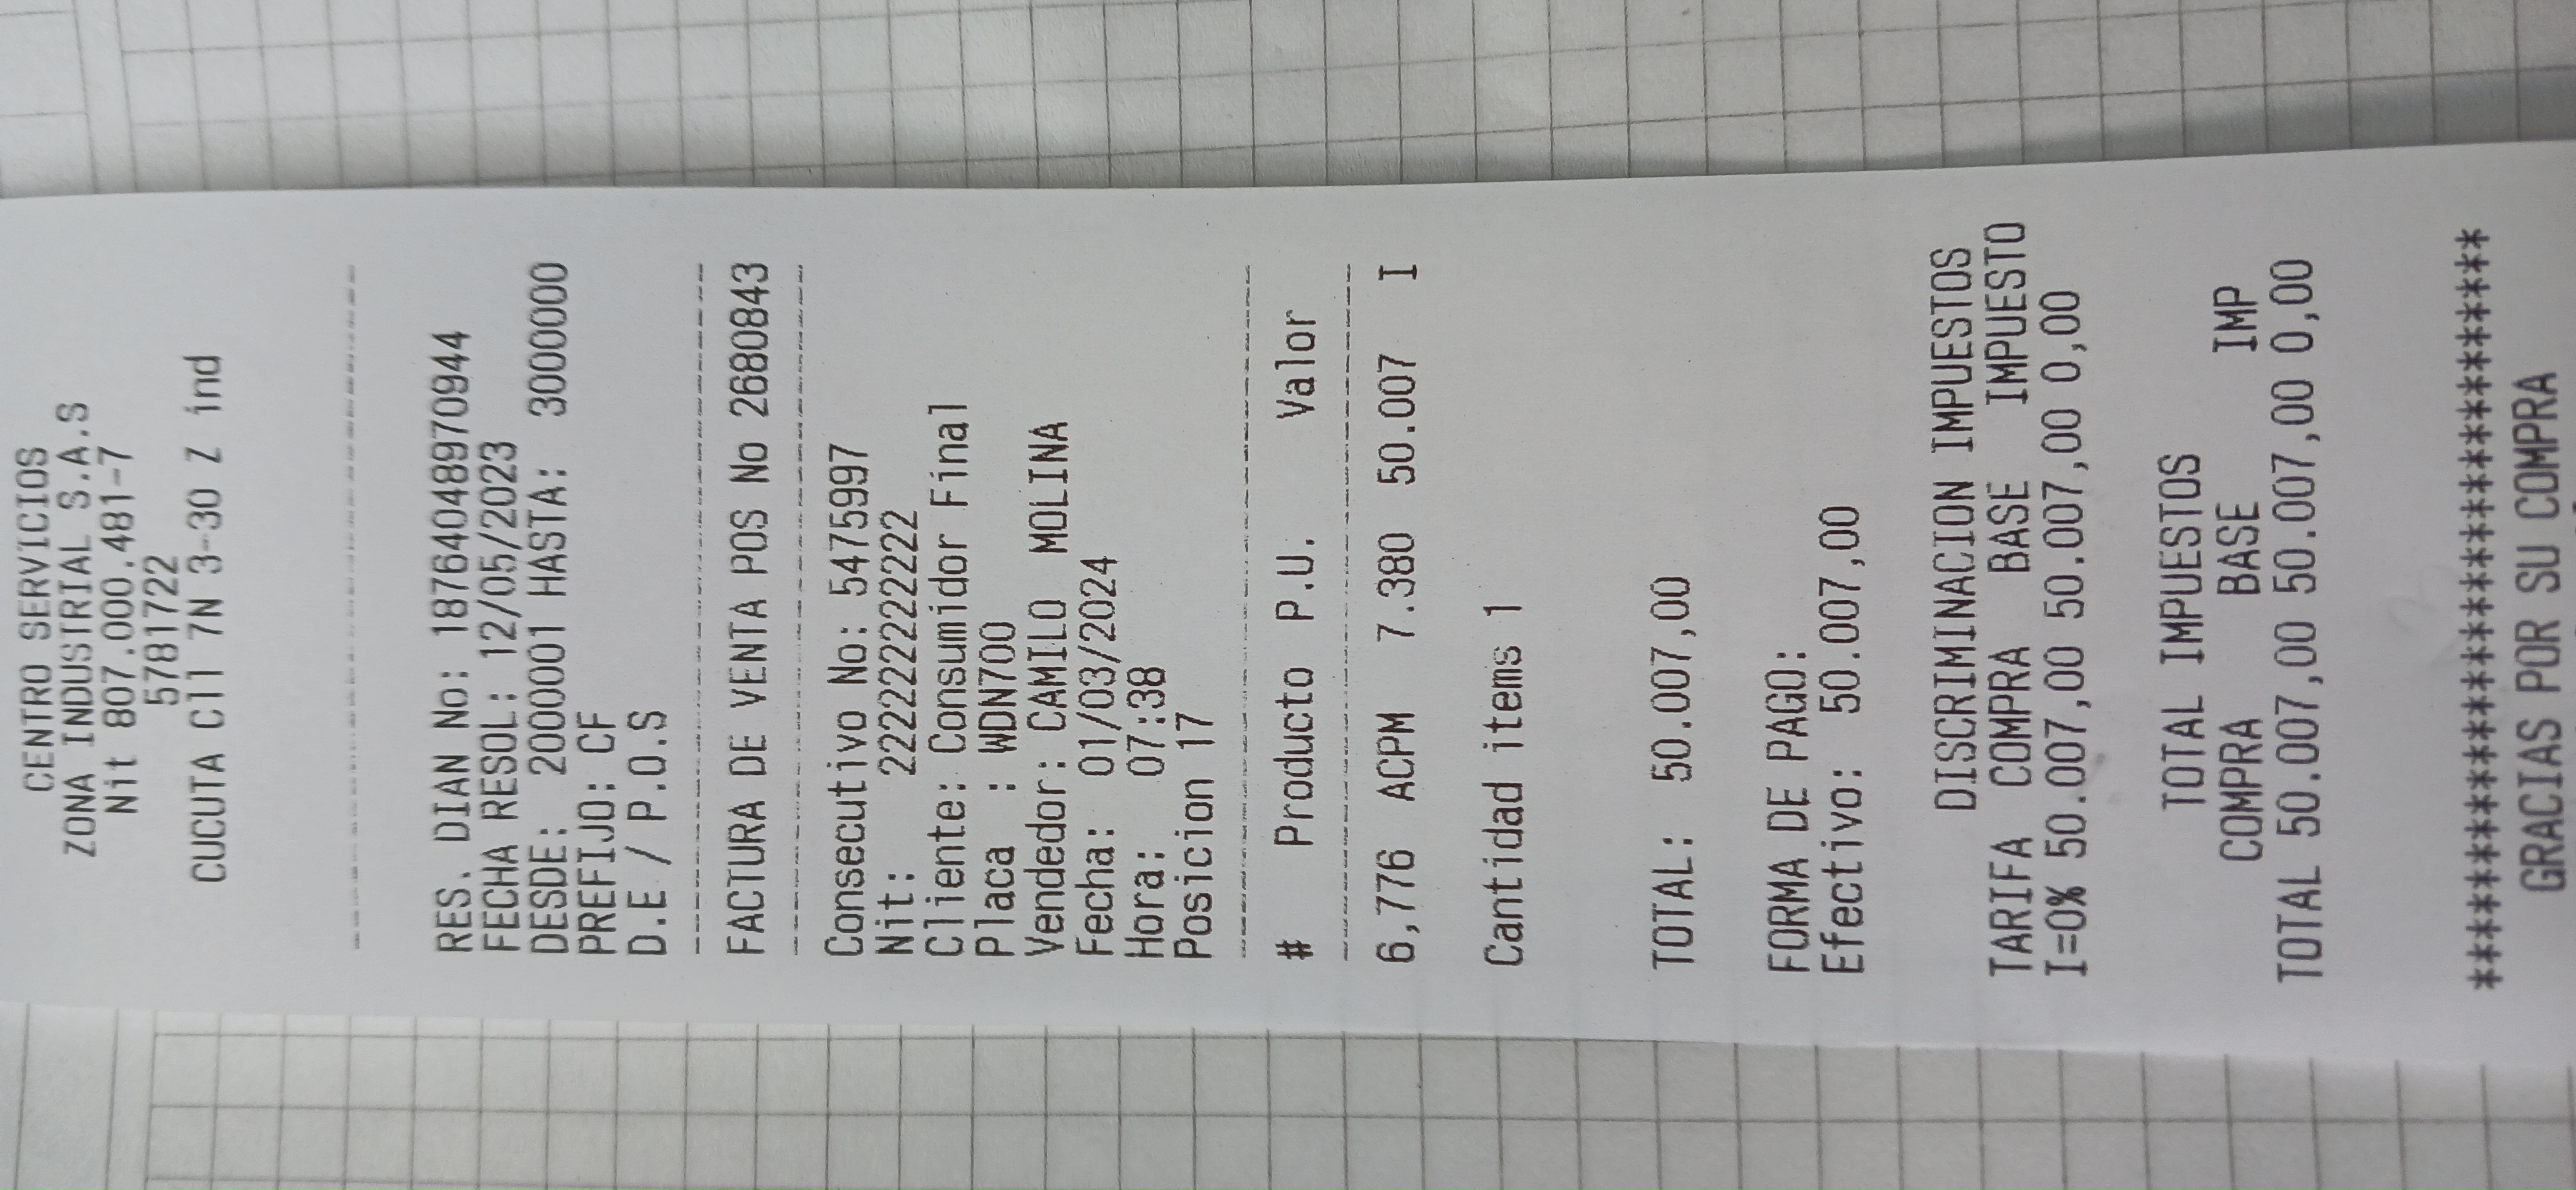 CENTRO SERVICIOS
ZONA INDUSTRIAL S.A.S
Nit 807.000.481-7
5781722
CUCUTA Cll 7N 3-30 Z ind
RES. DIAN No: 18764048970944
FECHA RESOL: 12/05/2023
DESDE: 2000001 HASTA: 3000000
PREFIJO: CF
D.E / P.O.S
FACTURA DE VENTA POS No 2680843
Consecutivo No: 5475997
Nit: 222222222222
Cliente: Consumidor Final
Placa : WDN700
Vendedor: CAMILO MOLINA
Fecha: 01/03/2024
Hora: 07:38
Posicion 17
# Producto P.U. Valor
6,776 ACPM 7.380 50.007 I
Cantidad items 1
TOTAL: 50.007,00
FORMA DE PAGO:
Efectivo: 50.007,00
DISCRIMINACION IMPUESTOS
TARIFA COMPRA BASE IMPUESTO
I=0% 50.007,00 50.007,00 0,00
TOTAL IMPUESTOS
COMPRA BASE IMP
TOTAL 50.007,00 50.007,00 0,00
**********************************
GRACIAS POR SU COMPRA